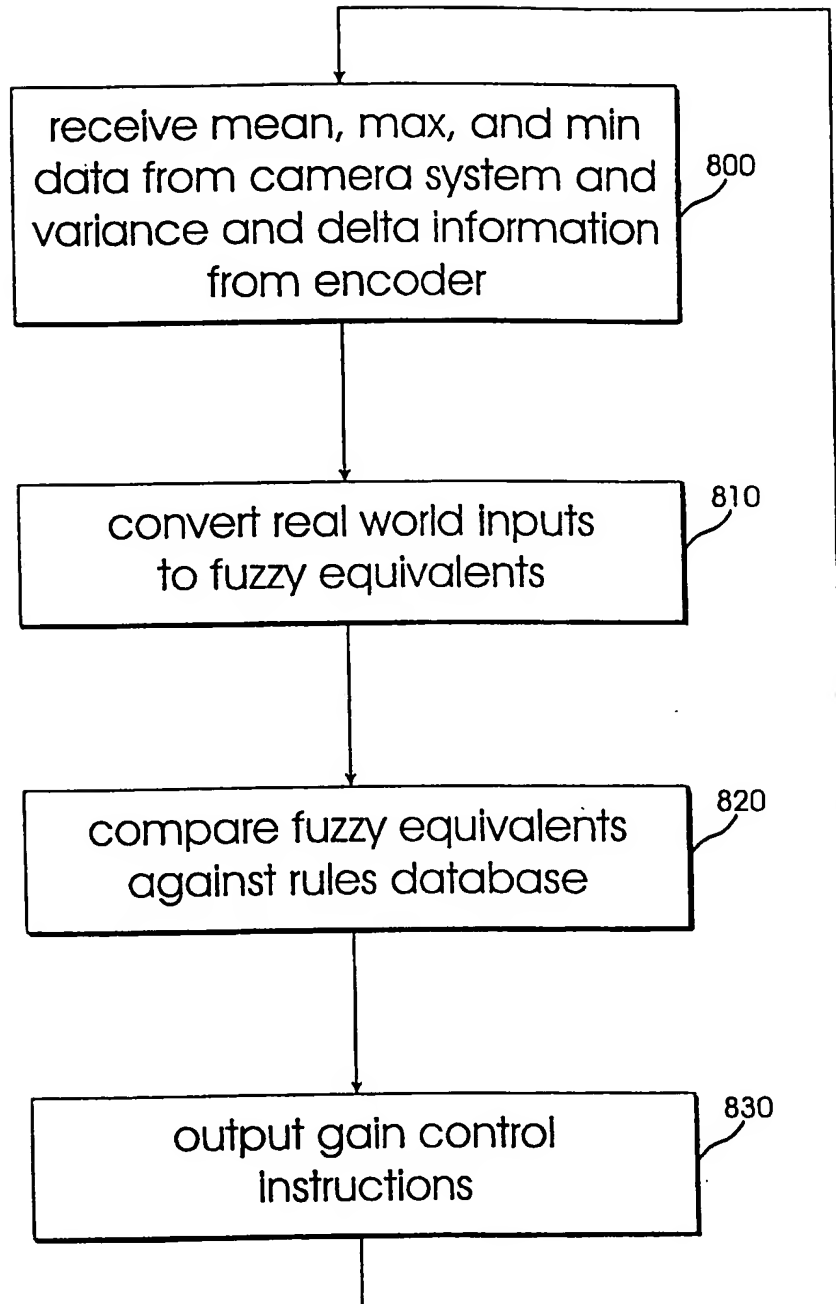 receive mean, max, and min
data from camera system and
variance and delta information
from encoder
800
convert real world inputs
to fuzzy equivalents
810
compare fuzzy equivalents
against rules database
820
output gain control
instructions
830